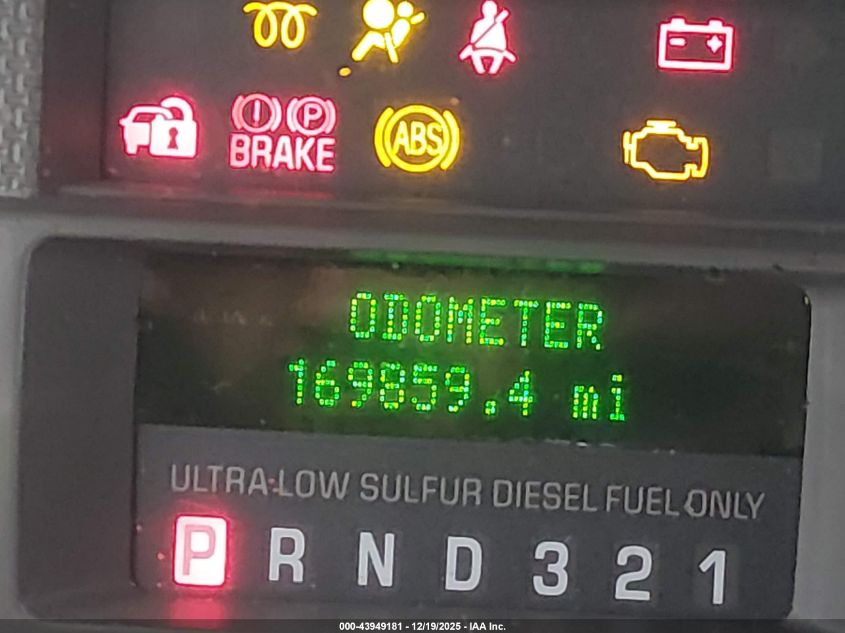 P
BRAKE
ABS
ODOMETER
169859.4 mi
ULTRA-LOW SULFUR DIESEL FUEL ONLY
P R N D 3 2 1
000-43949181 - 12/19/2025 - IAA Inc.